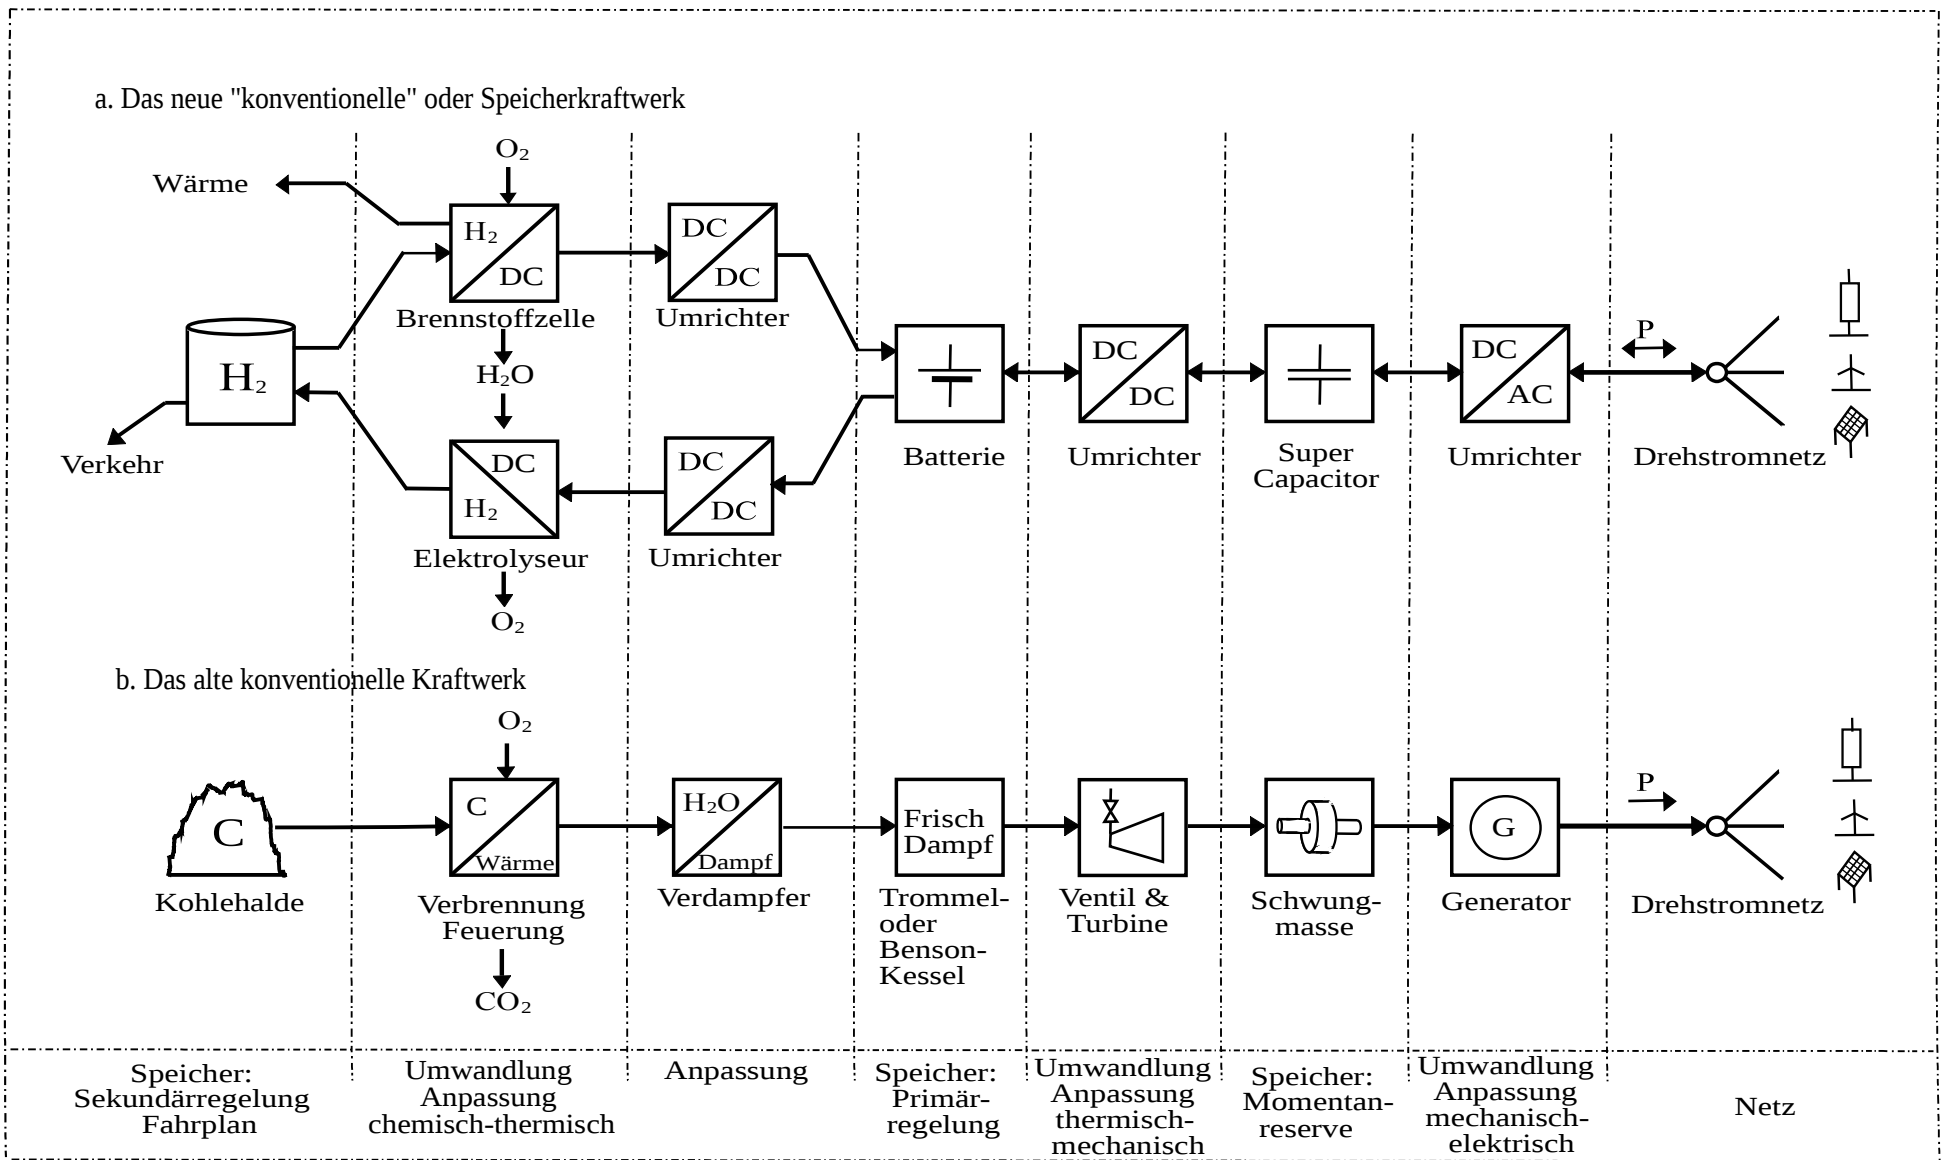 a. Das neue "konventionelle" oder Speicherkraftwerk
O₂
Wärme
H₂
DC
Brennstoffzelle
DC
DC
Umrichter
H₂
Verkehr
H₂O
DC
H₂
Elektrolyseur
O₂
DC
DC
Umrichter
Batterie
DC
DC
Umrichter
Super
Capacitor
DC
AC
Umrichter
P
Drehstromnetz
b. Das alte konventionelle Kraftwerk
O₂
C
Kohlehalde
C
Wärme
Verbrennung
Feuerung
CO₂
H₂O
Dampf
Verdampfer
Frisch
Dampf
Trommel-
oder
Benson-
Kessel
Ventil &
Turbine
Schwung-
masse
G
Generator
P
Drehstromnetz
Speicher:
Sekundärregelung
Fahrplan
Umwandlung
Anpassung
chemisch-thermisch
Anpassung
Speicher:
Primär-
regelung
Umwandlung
Anpassung
thermisch-
mechanisch
Speicher:
Momentan-
reserve
Umwandlung
Anpassung
mechanisch-
elektrisch
Netz